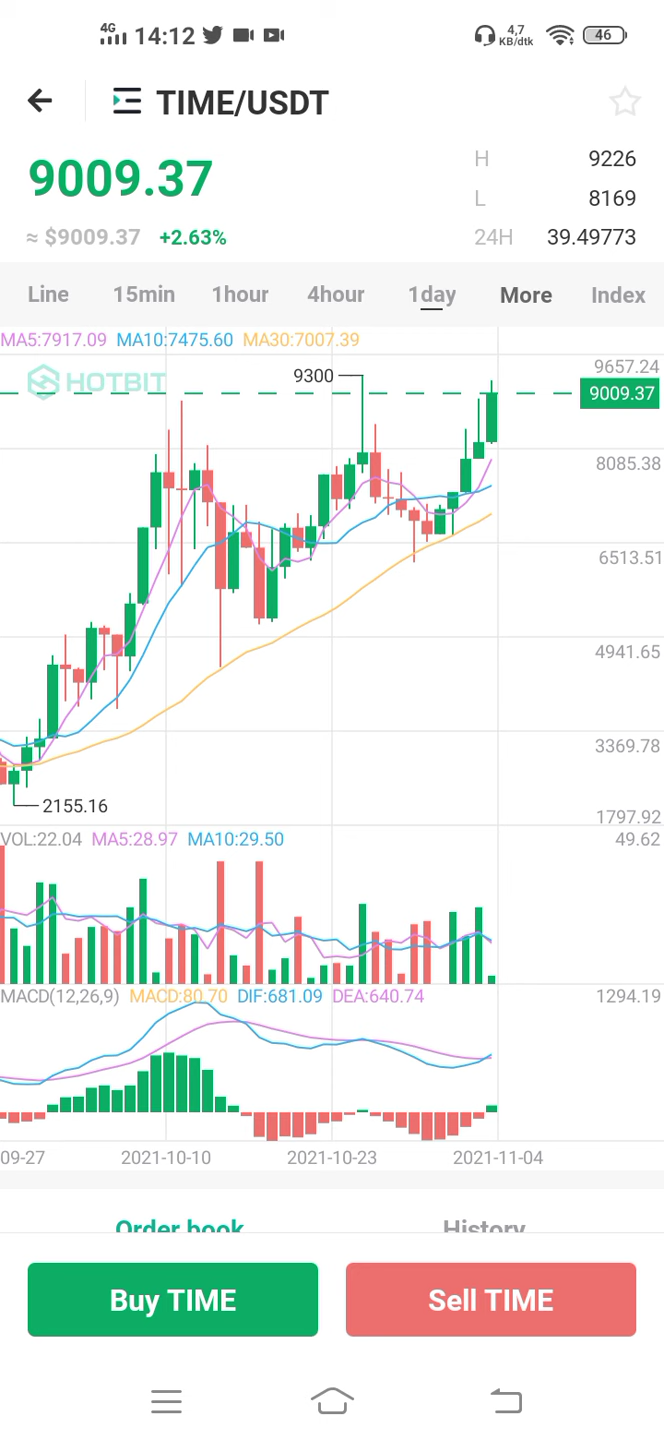 4G 14:12 4,7 KB/dtk 46
TIME/USDT
9009.37
H 9226
L 8169
≈ $9009.37 +2.63% 24H 39.49773
Line 15min 1hour 4hour 1day More Index
MA5:7917.09 MA10:7475.60 MA30:7007.39
9657.24
HOTBIT
9300
9009.37
8085.38
6513.51
4941.65
3369.78
2155.16
1797.92
VOL:22.04 MA5:28.97 MA10:29.50 49.62
MACD(12,26,9) MACD:80.70 DIF:681.09 DEA:640.74 1294.19
09-27 2021-10-10 2021-10-23 2021-11-04
Order book History
Buy TIME Sell TIME